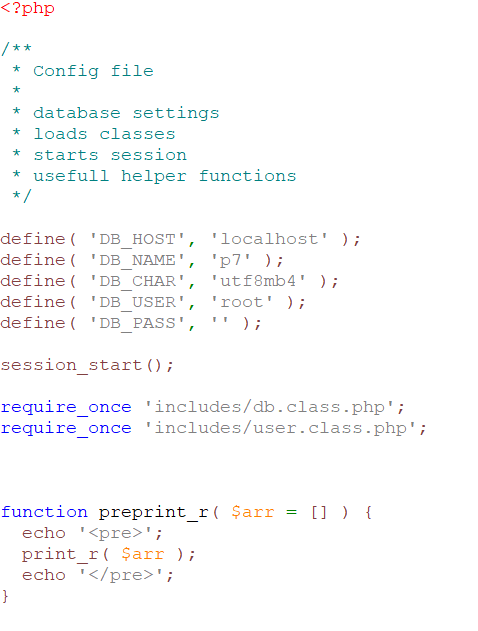 <?php
/**
 * Config file
 *
 * database settings
 * loads classes
 * starts session
 * usefull helper functions
 */
define( 'DB_HOST', 'localhost' );
define( 'DB_NAME', 'p7' );
define( 'DB_CHAR', 'utf8mb4' );
define( 'DB_USER', 'root' );
define( 'DB_PASS', '' );
session_start();
require_once 'includes/db.class.php';
require_once 'includes/user.class.php';
function preprint_r( $arr = [] ) {
  echo '<pre>';
  print_r( $arr );
  echo '</pre>';
}